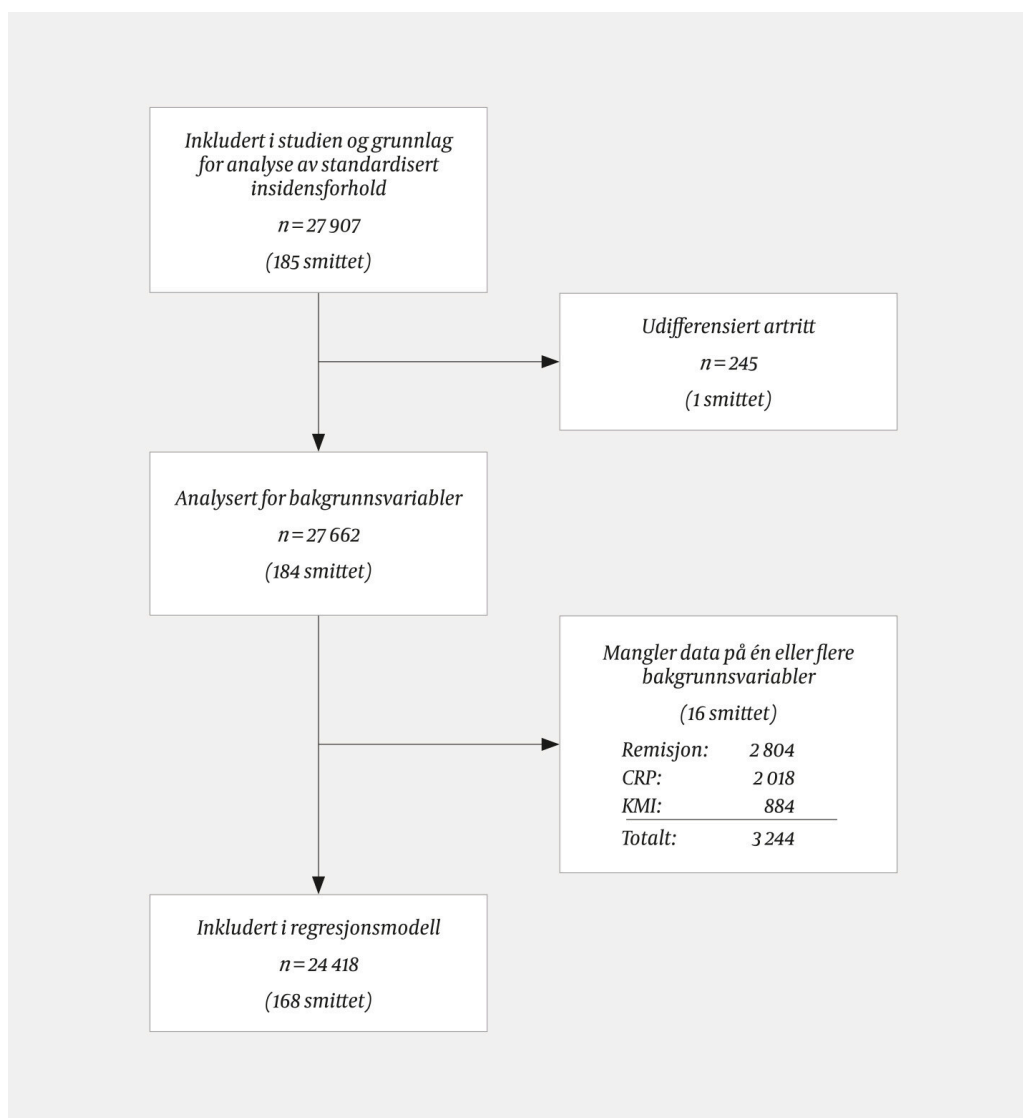 Inkludert i studien og grunnlag
for analyse av standardisert
insidensforhold
n = 27 907
(185 smittet)
Udifferensiert artritt
n = 245
(1 smittet)
Analysert for bakgrunnsvariabler
n = 27 662
(184 smittet)
Mangler data på én eller flere
bakgrunnsvariabler
(16 smittet)
Remisjon: 2 804
CRP: 2 018
KMI: 884
Totalt: 3 244
Inkludert i regresjonsmodell
n = 24 418
(168 smittet)